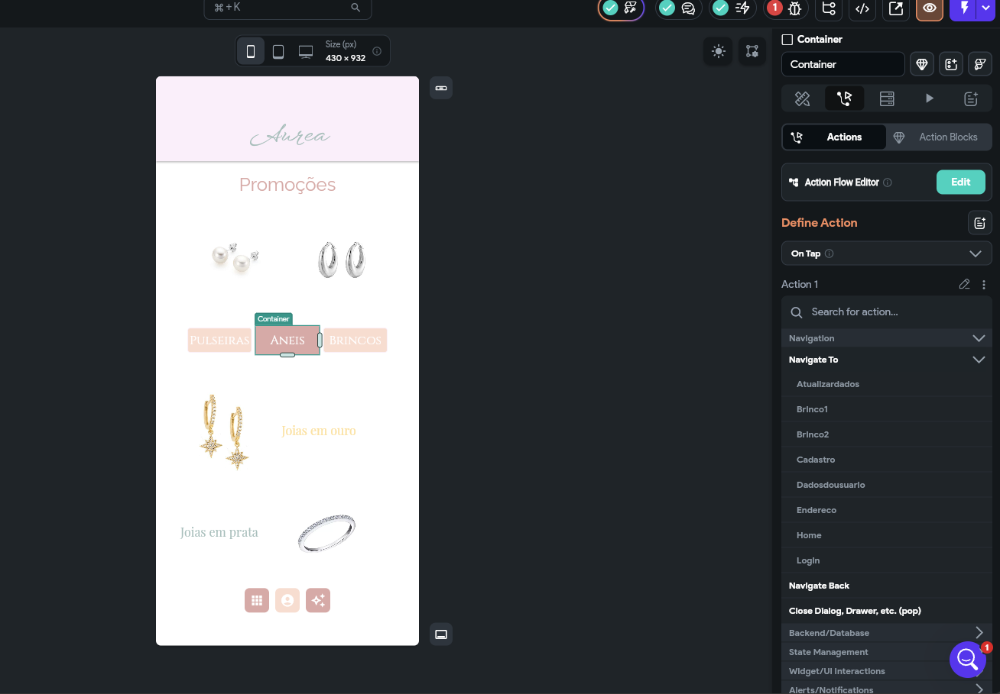 ⌘ + K
1
Size (px)
430 × 932
Aurea
Promoções
Container
Pulseiras
Aneis
Brincos
Joias em ouro
Joias em prata
Container
Container
Actions
Action Blocks
Action Flow Editor
Edit
Define Action
On Tap
Action 1
Search for action...
Navigation
Navigate To
Atualizardados
Brinco1
Brinco2
Cadastro
Dadosdousuario
Endereco
Home
Login
Navigate Back
Close Dialog, Drawer, etc. (pop)
Backend/Database
State Management
Widget/UI Interactions
Alerts/Notifications
1